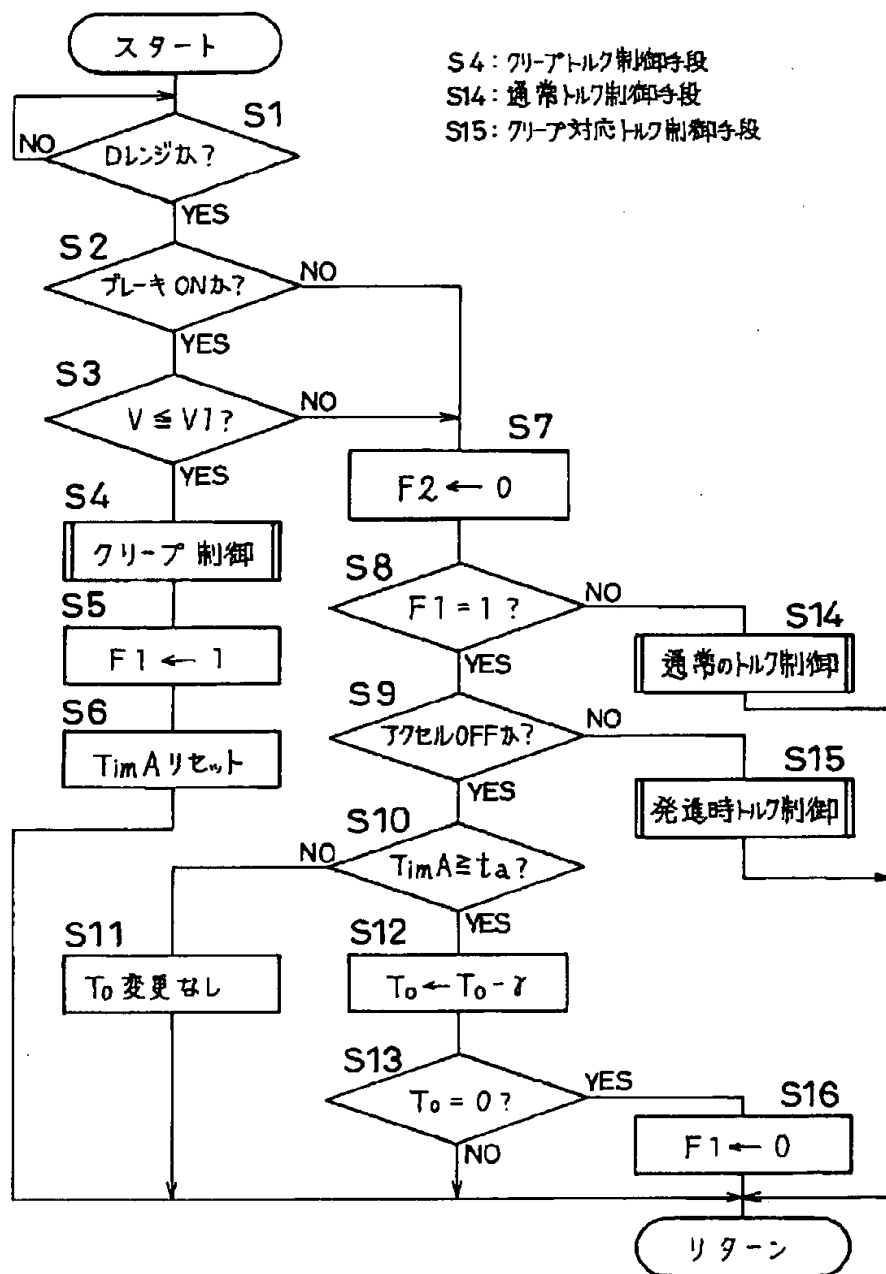 スタート
S4：クリープトルク制御手段
S14：通常トルク制御手段
S15：クリープ対応トルク制御手段
S1
NO
Dレンジか?
YES
S2
ブレーキONか?
NO
YES
S3
V≦V1?
NO
YES
S7
F2←0
S4
クリープ制御
S8
F1=1?
NO
YES
S14
通常のトルク制御
S5
F1←1
S9
アクセルOFFか?
NO
YES
S15
発進時トルク制御
S6
TimAリセット
S10
TimA≧ta?
NO
YES
S11
To変更なし
S12
To←To-γ
S13
To=0?
YES
NO
S16
F1←0
リターン